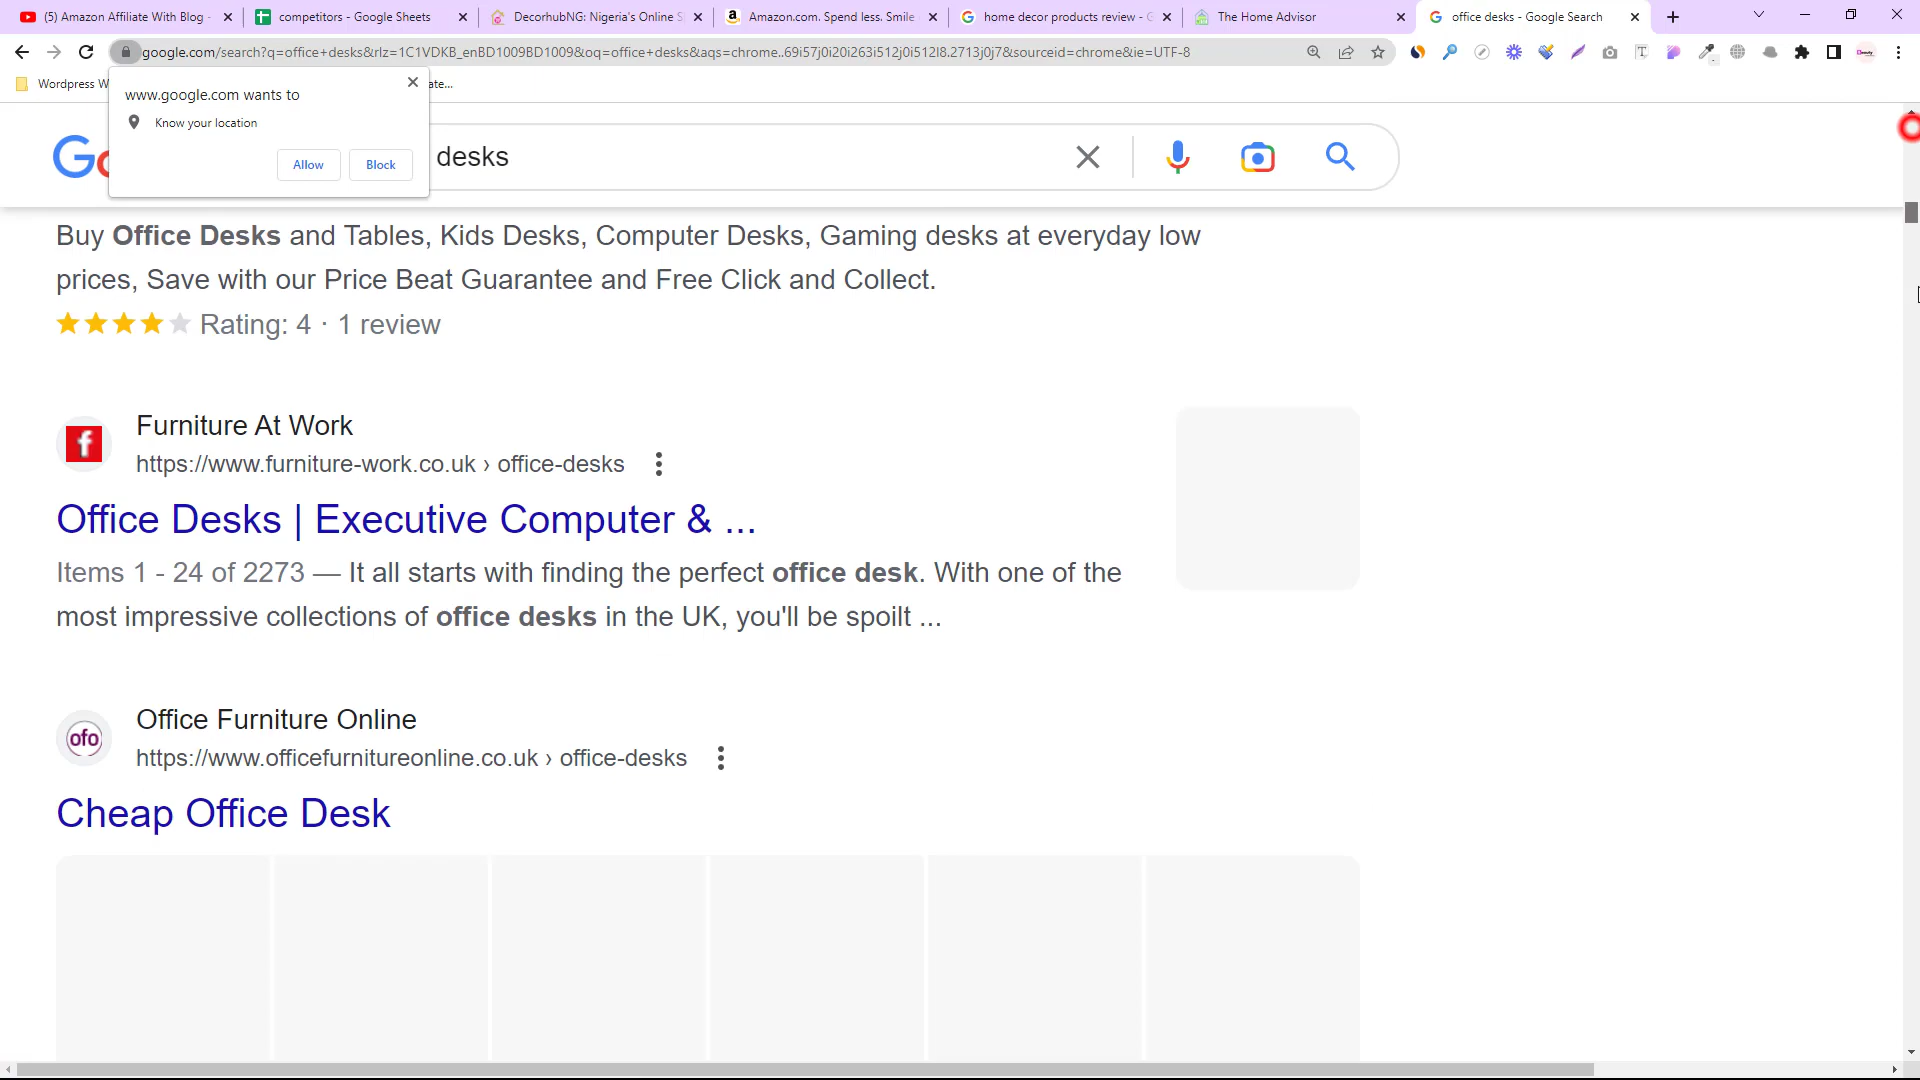 (5) Amazon Affiliate With Blog -
competitors - Google Sheets
DecorhubNG: Nigeria's Online S
Amazon.com. Spend less. Smile
home decor products review - G
The Home Advisor
office desks - Google Search
google.com/search?q=office+desks&rlz=1C1VDKB_enBD1009BD1009&oq=office+desks&aqs=chrome..69i57j0i20i263i512j0i512l8.2713j0j7&sourceid=chrome&ie=UTF-8
Wordpress W
ate...
www.google.com wants to
Know your location
Allow
Block
Go
desks
Buy Office Desks and Tables, Kids Desks, Computer Desks, Gaming desks at everyday low
prices, Save with our Price Beat Guarantee and Free Click and Collect.
Rating: 4 · 1 review
f
Furniture At Work
https://www.furniture-work.co.uk › office-desks
Office Desks | Executive Computer & ...
Items 1 - 24 of 2273 — It all starts with finding the perfect office desk. With one of the
most impressive collections of office desks in the UK, you'll be spoilt ...
ofo
Office Furniture Online
https://www.officefurnitureonline.co.uk › office-desks
Cheap Office Desk